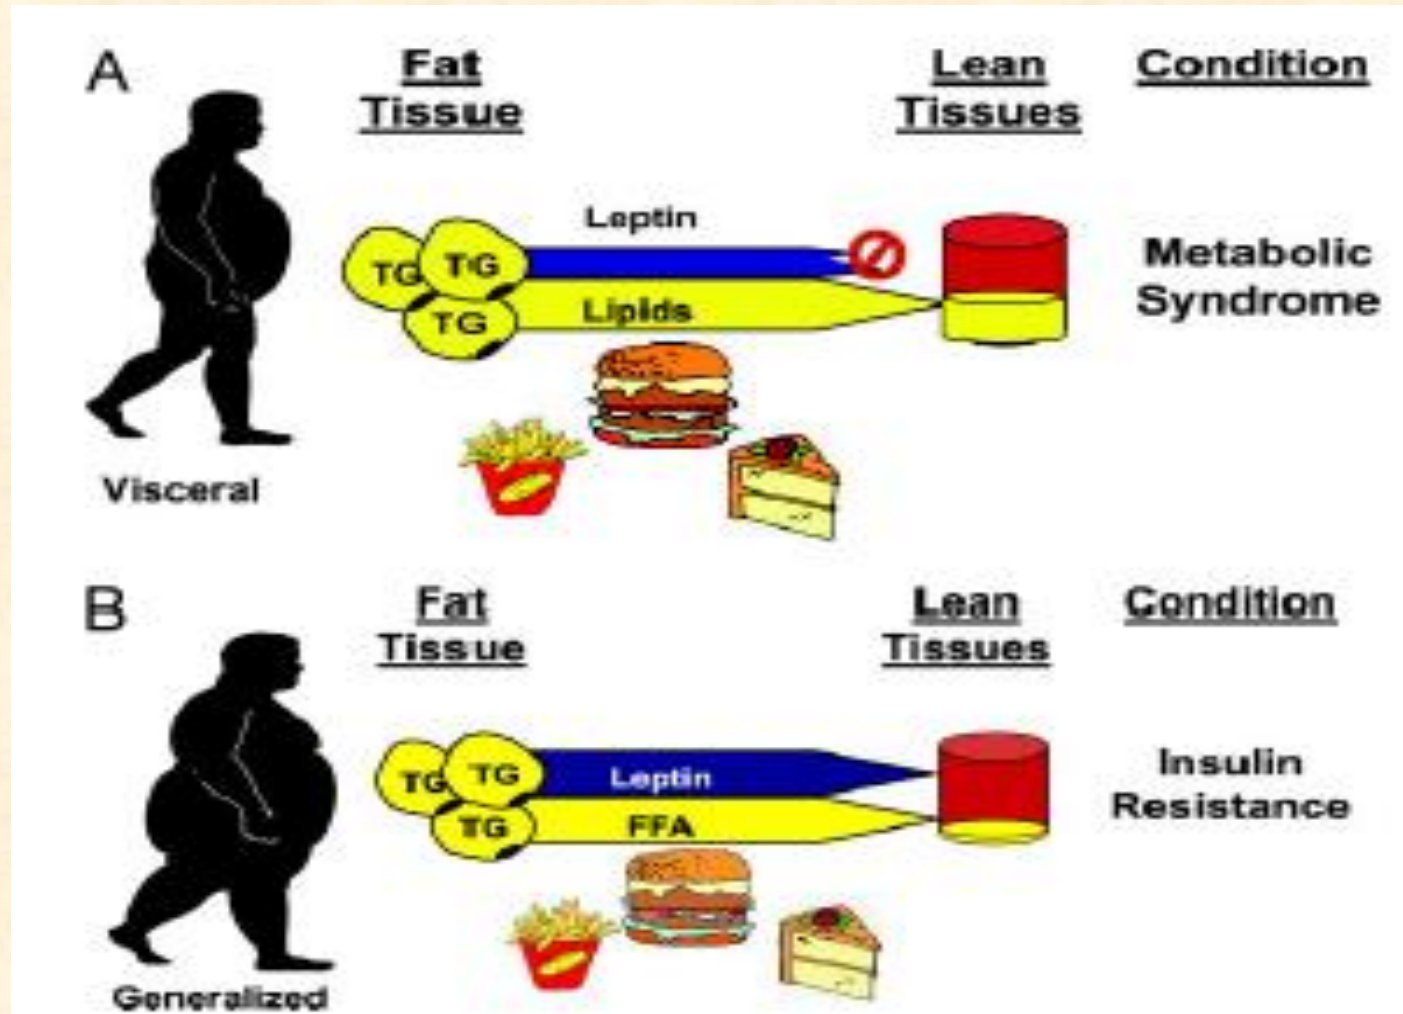 A
Fat
Tissue
Lean
Tissues
Condition
Leptin
TG
TG
TG
Lipids
Metabolic
Syndrome
Visceral
B
Fat
Tissue
Lean
Tissues
Condition
TG
TG
TG
Leptin
FFA
Insulin
Resistance
Generalized